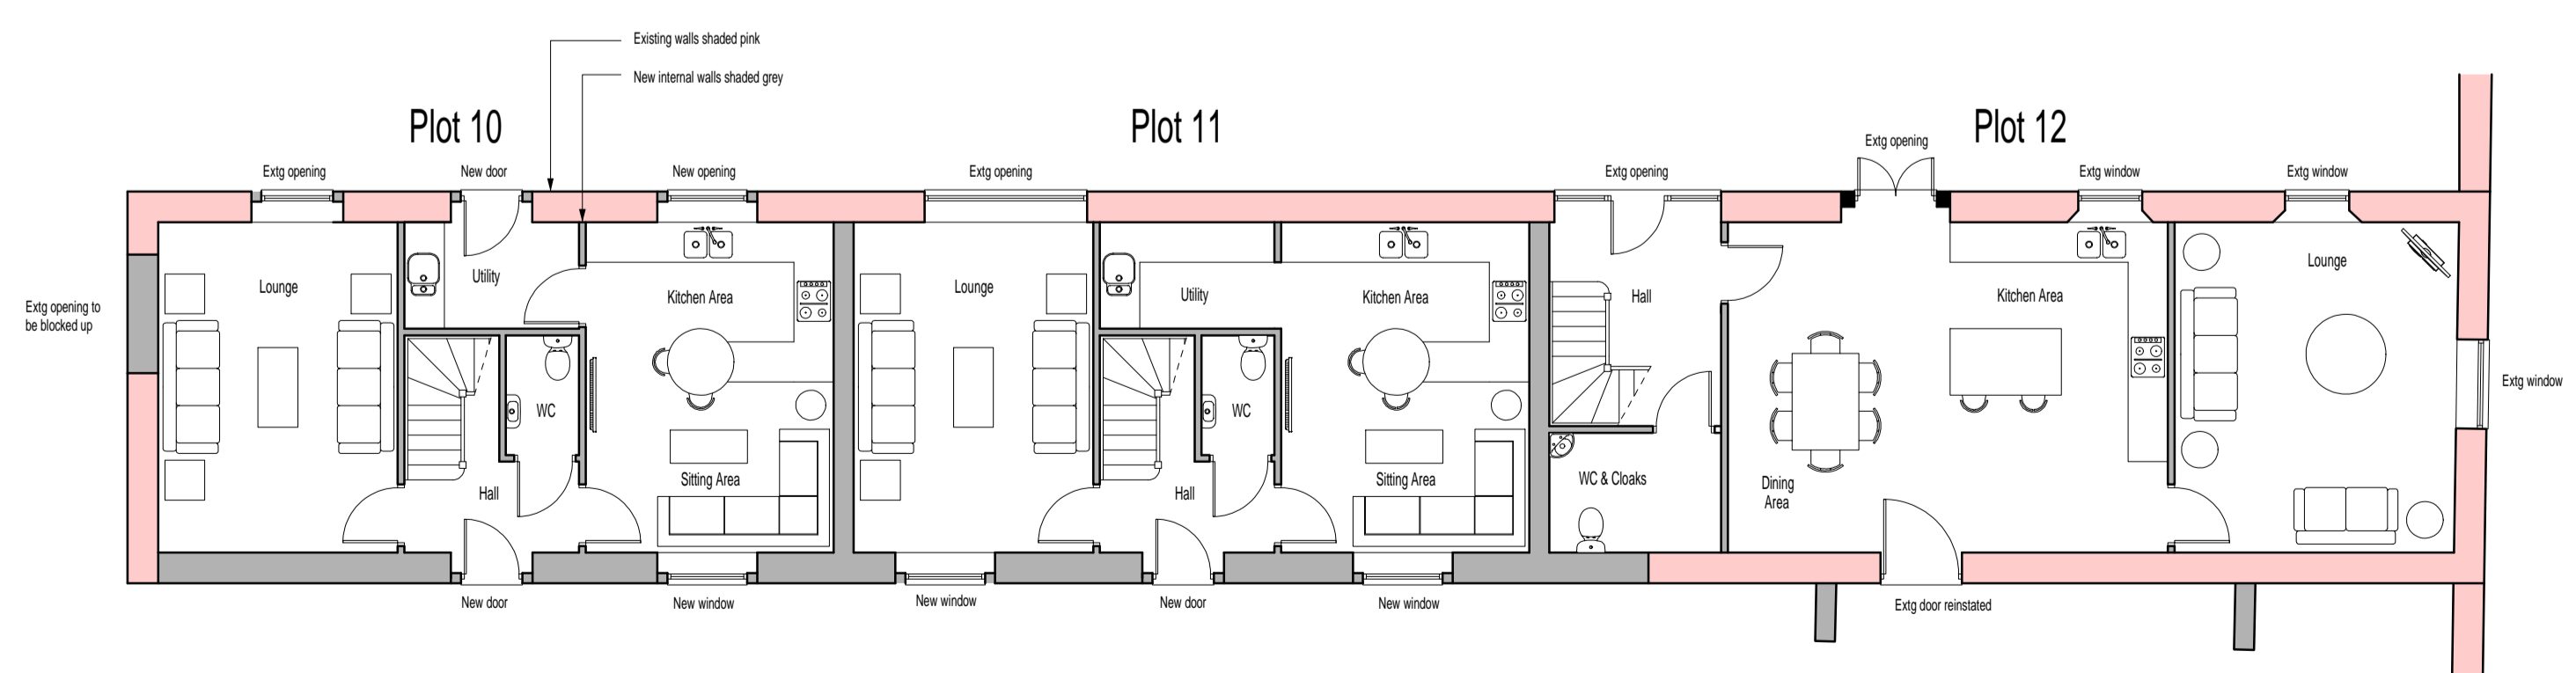 Existing walls shaded pink
New internal walls shaded grey
Plot 10
Plot 11
Plot 12
Extg opening
New door
New opening
Extg opening
Extg opening
Extg opening
Extg window
Extg window
Extg opening to
be blocked up
Lounge
Utility
Kitchen Area
WC
Hall
Sitting Area
Lounge
Utility
Kitchen Area
WC
Hall
Sitting Area
Hall
WC & Cloaks
Kitchen Area
Dining
Area
Lounge
Extg window
New door
New window
New window
New door
New window
Extg door reinstated